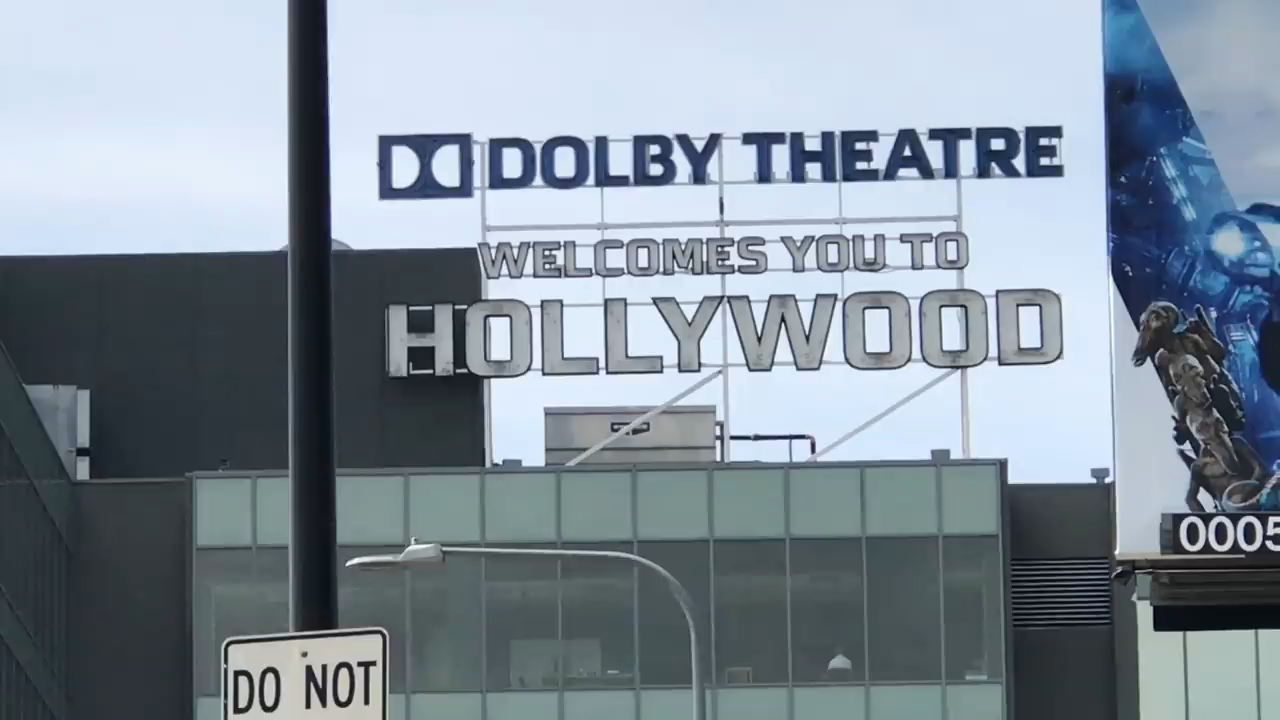 DOLBY THEATRE
WELCOMES YOU TO
HOLLYWOOD
0005
DO NOT